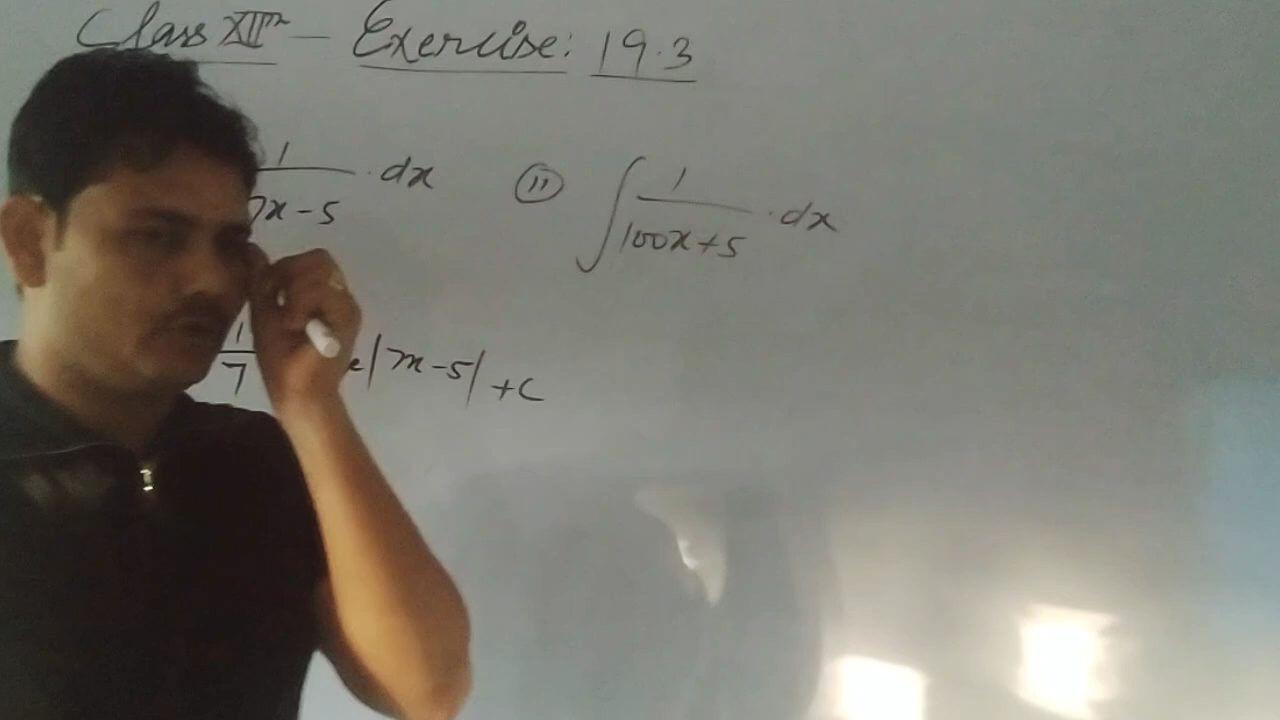 Class XIIth — Exercise: 19.3
1/7x-5 . dx (ii) ∫ 1/100x+5 . dx
1/7 e|7x-5| + C